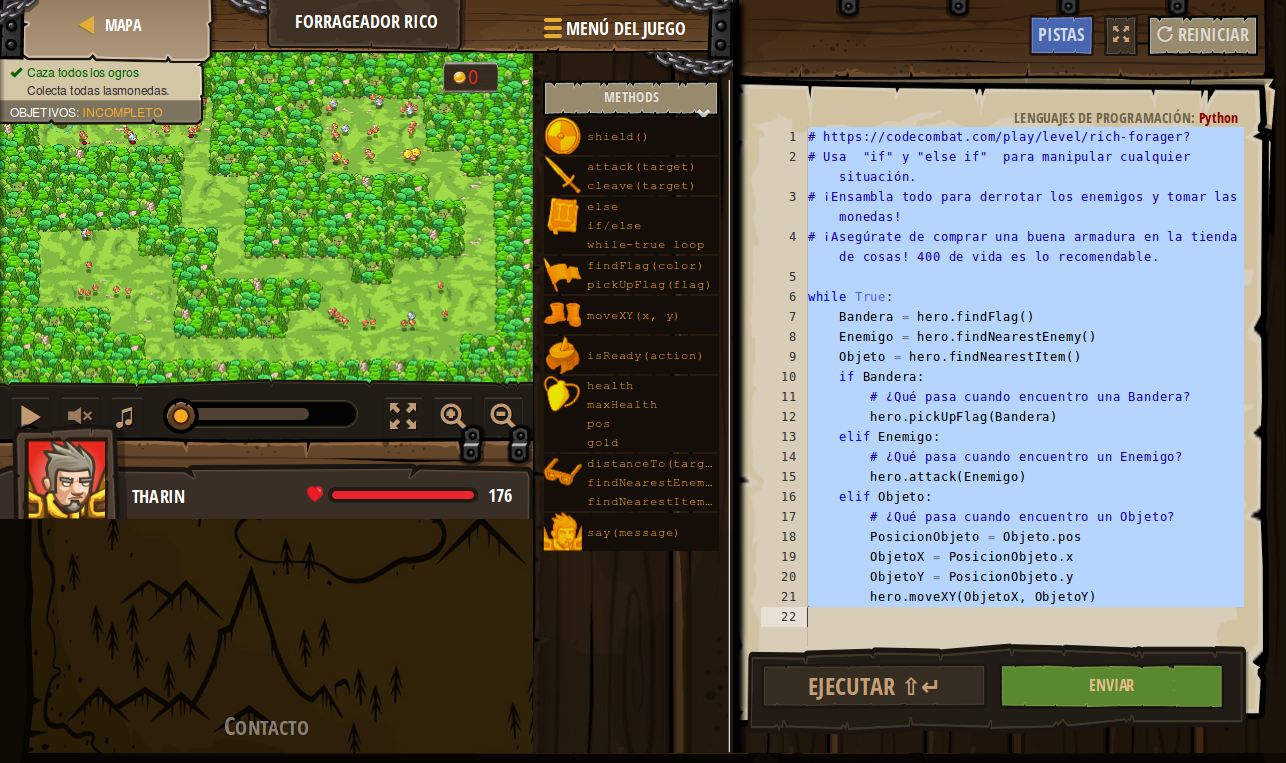 MAPA
FORRAGEADOR RICO
MENÚ DEL JUEGO
PISTAS
REINICIAR
Caza todos los ogros
Colecta todas lasmonedas.
OBJETIVOS: INCOMPLETO
0
METHODS
shield()
attack(target)
cleave(target)
else
if/else
while-true loop
findFlag(color)
pickUpFlag(flag)
moveXY(x, y)
isReady(action)
health
maxHealth
pos
gold
distanceTo(targ…
findNearestEnem…
findNearestItem…
say(message)
THARIN
176
CONTACTO
LENGUAJES DE PROGRAMACIÓN: Python
1 # https://codecombat.com/play/level/rich-forager?
2 # Usa  "if" y "else if"  para manipular cualquier
situación.
3 # ¡Ensambla todo para derrotar los enemigos y tomar las
monedas!
4 # ¡Asegúrate de comprar una buena armadura en la tienda
de cosas! 400 de vida es lo recomendable.
5
6 while True:
7     Bandera = hero.findFlag()
8     Enemigo = hero.findNearestEnemy()
9     Objeto = hero.findNearestItem()
10     if Bandera:
11         # ¿Qué pasa cuando encuentro una Bandera?
12         hero.pickUpFlag(Bandera)
13     elif Enemigo:
14         # ¿Qué pasa cuando encuentro un Enemigo?
15         hero.attack(Enemigo)
16     elif Objeto:
17         # ¿Qué pasa cuando encuentro un Objeto?
18         PosicionObjeto = Objeto.pos
19         ObjetoX = PosicionObjeto.x
20         ObjetoY = PosicionObjeto.y
21         hero.moveXY(ObjetoX, ObjetoY)
22
EJECUTAR ⇧↵
ENVIAR